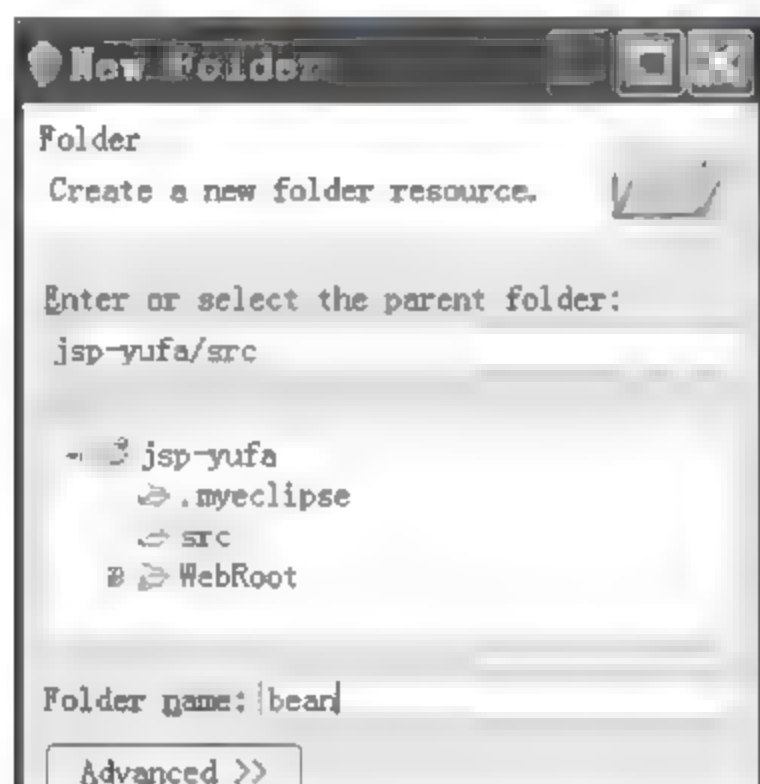 New Folder
Folder
Create a new folder resource.
Enter or select the parent folder:
jsp-yufa/src
jsp-yufa
.myeclipse
src
WebRoot
Folder name: bean
Advanced >>